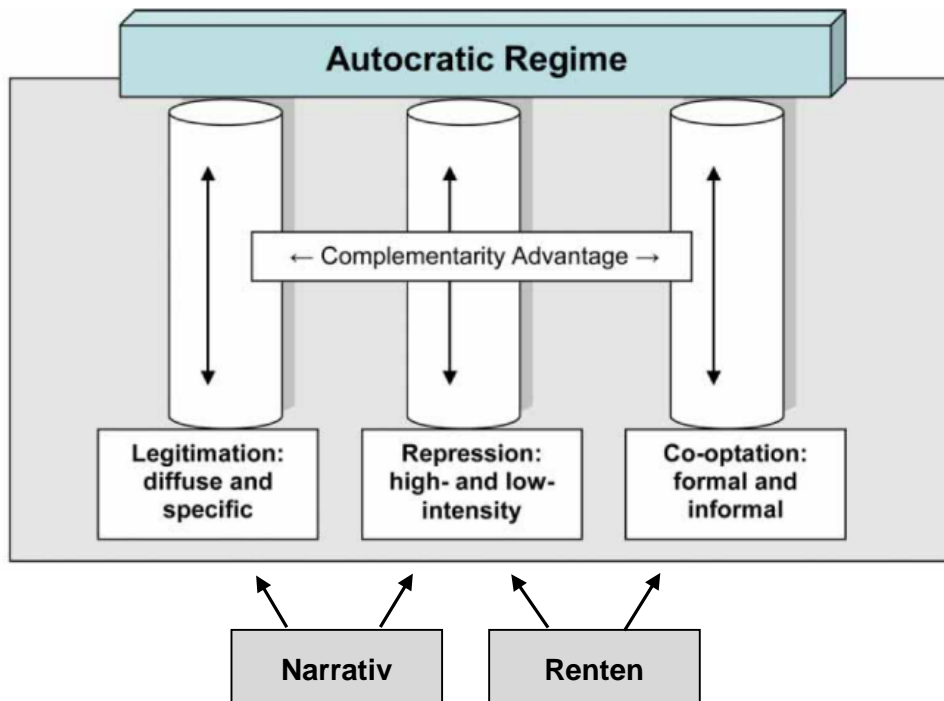 Autocratic Regime
← Complementarity Advantage →
Legitimation:
diffuse and
specific
Repression:
high- and low-
intensity
Co-optation:
formal and
informal
Narrativ
Renten